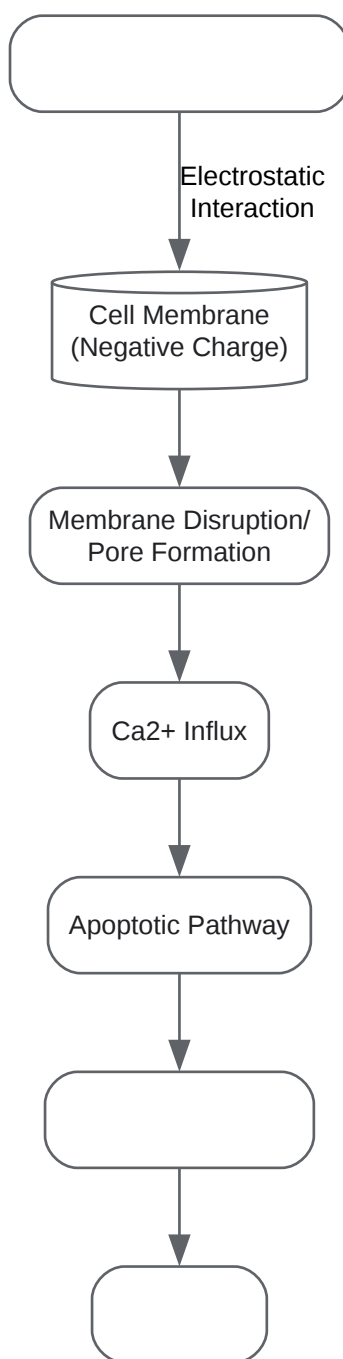 Electrostatic
Interaction
Cell Membrane
(Negative Charge)
Membrane Disruption/
Pore Formation
Ca2+ Influx
Apoptotic Pathway